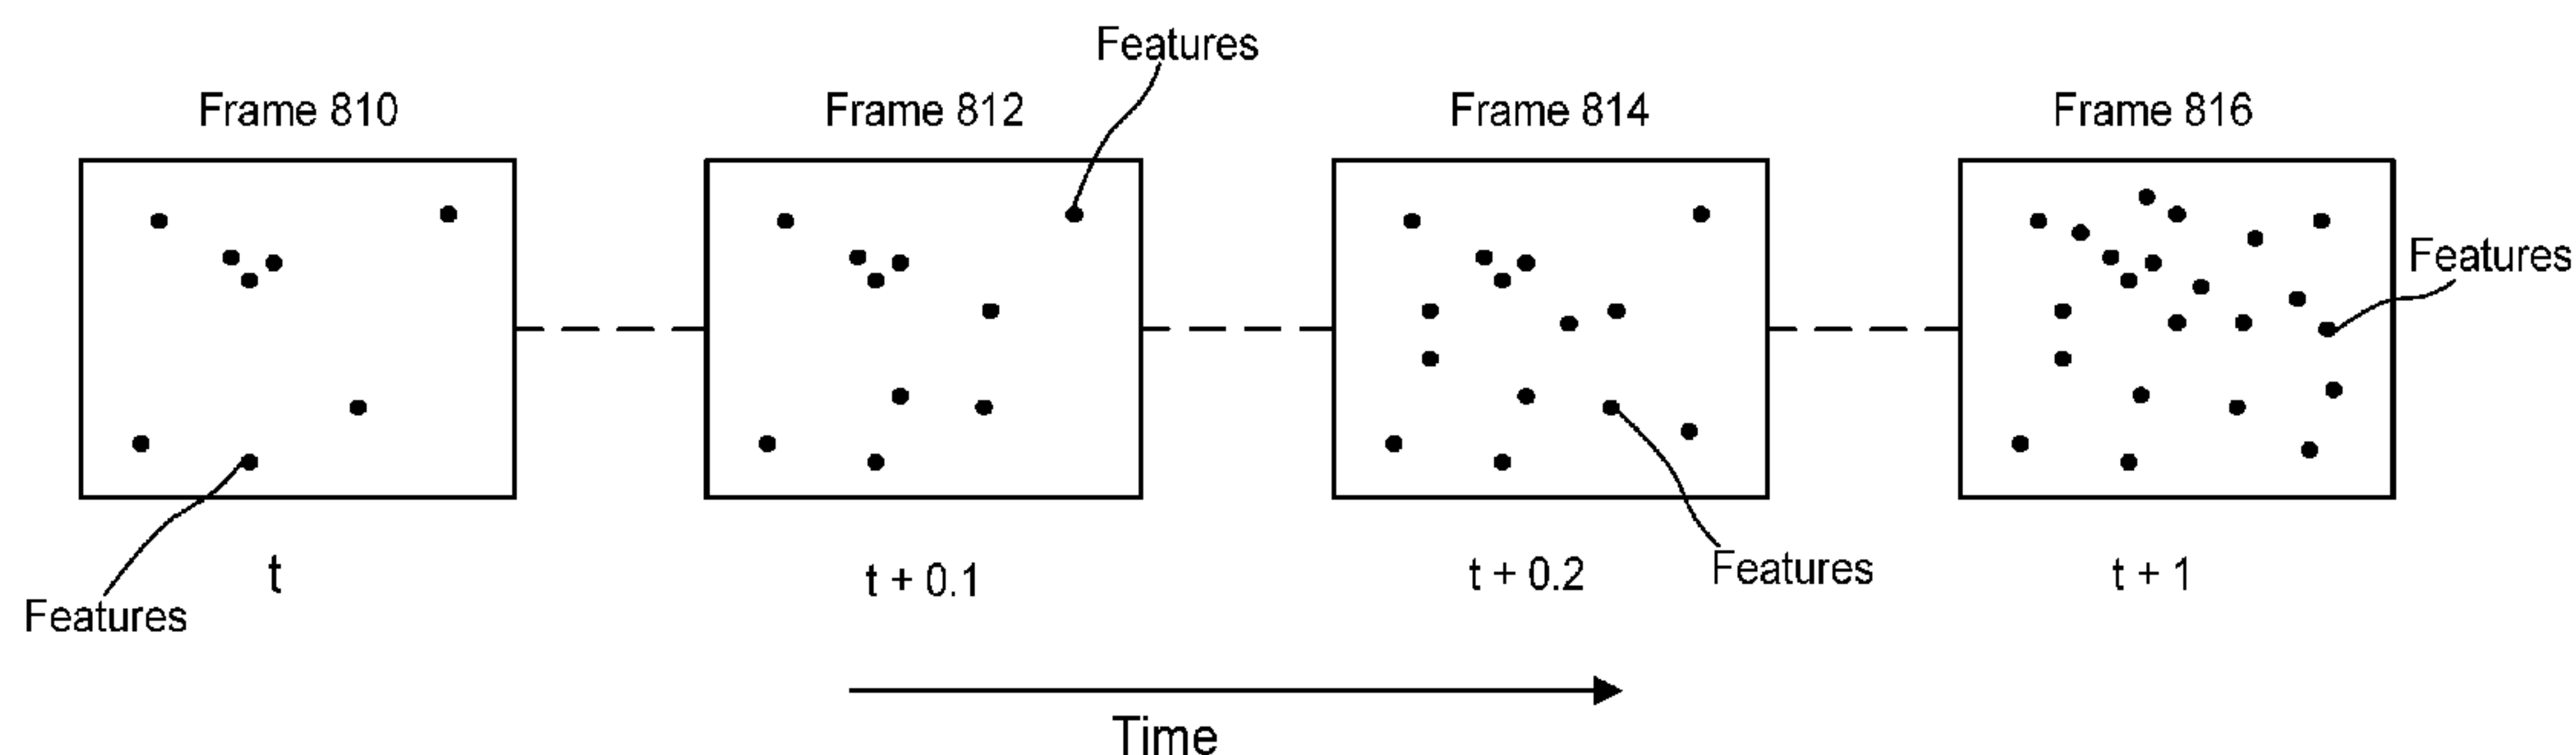 Features
Frame 810
Frame 812
Frame 814
Frame 816
Features
t
t + 0.1
t + 0.2
Features
t + 1
Features
Time